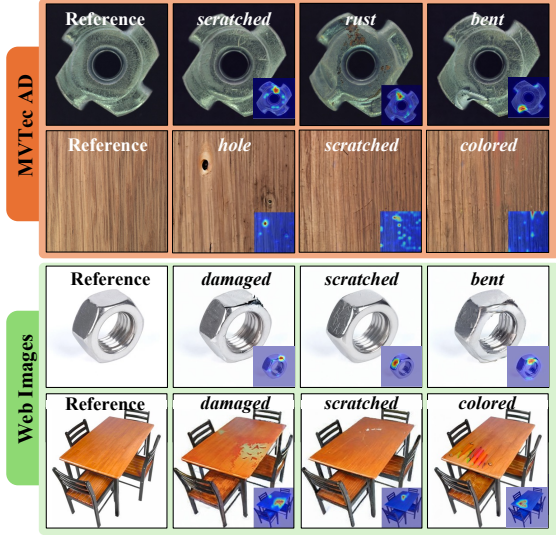 MVTec AD
Reference scratched rust bent
Reference hole scratched colored
Web Images
Reference damaged scratched bent
Reference damaged scratched colored